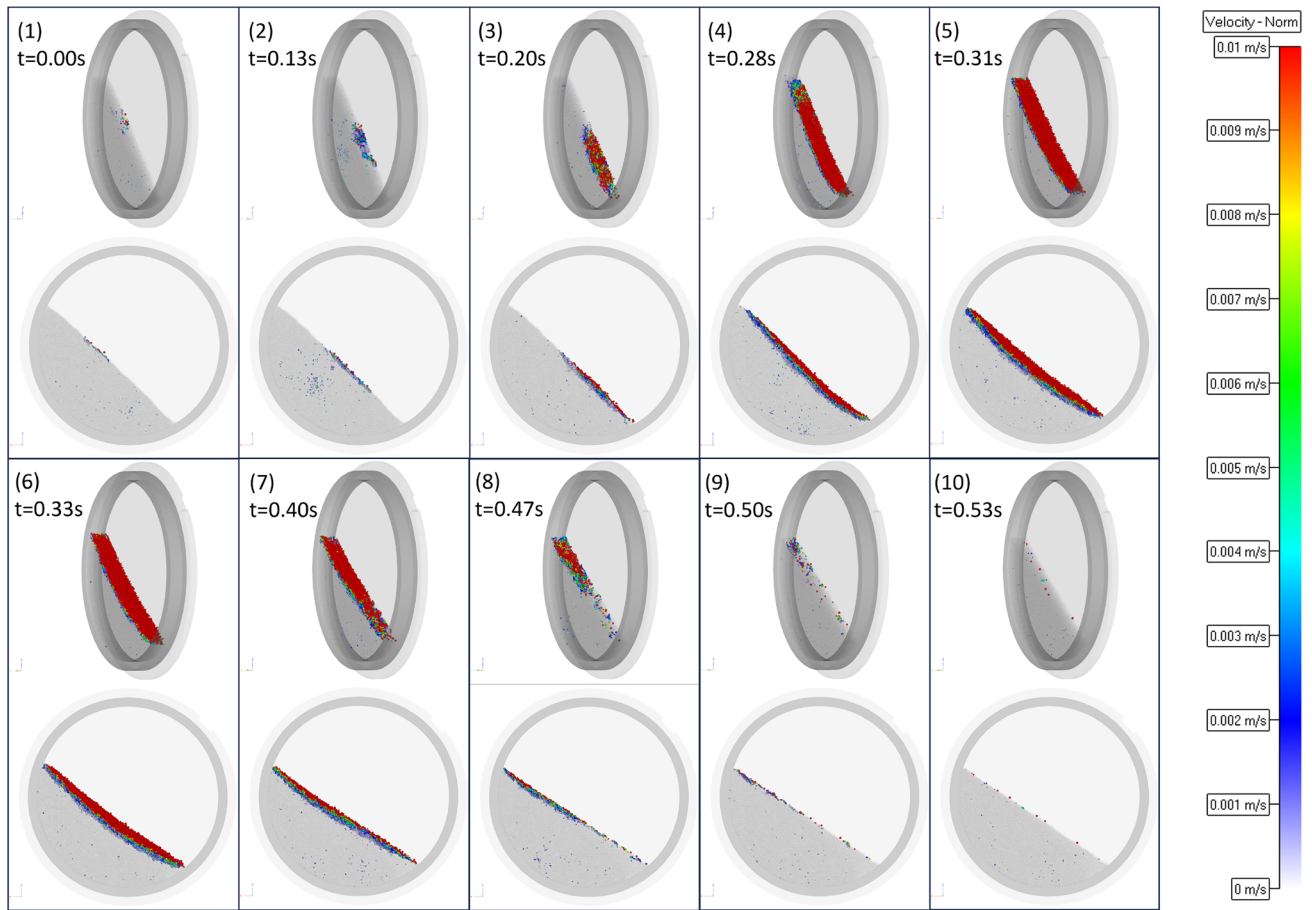 (1)
t=0.00s
(2)
t=0.13s
(3)
t=0.20s
(4)
t=0.28s
(5)
t=0.31s
(6)
t=0.33s
(7)
t=0.40s
(8)
t=0.47s
(9)
t=0.50s
(10)
t=0.53s
Velocity - Norm
0.01 m/s
0.009 m/s
0.008 m/s
0.007 m/s
0.006 m/s
0.005 m/s
0.004 m/s
0.003 m/s
0.002 m/s
0.001 m/s
0 m/s